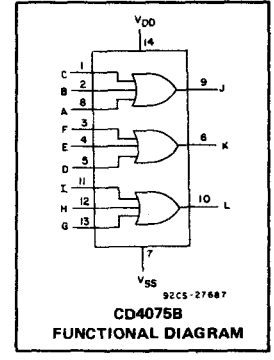 VDD
14
C 1
B 2
A 8
9 J
F 3
E 4
D 5
6 K
I 11
H 12
G 13
10 L
7
VSS
92CS-27687
CD4075B
FUNCTIONAL DIAGRAM